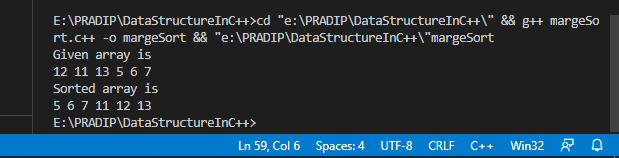 E:\PRADIP\DataStructureInC++>cd "e:\PRADIP\DataStructureInC++\" && g++ margeSo
rt.c++ -o margeSort && "e:\PRADIP\DataStructureInC++\"margeSort
Given array is
12 11 13 5 6 7
Sorted array is
5 6 7 11 12 13
E:\PRADIP\DataStructureInC++>
Ln 59, Col 6 Spaces: 4 UTF-8 CRLF C++ Win32